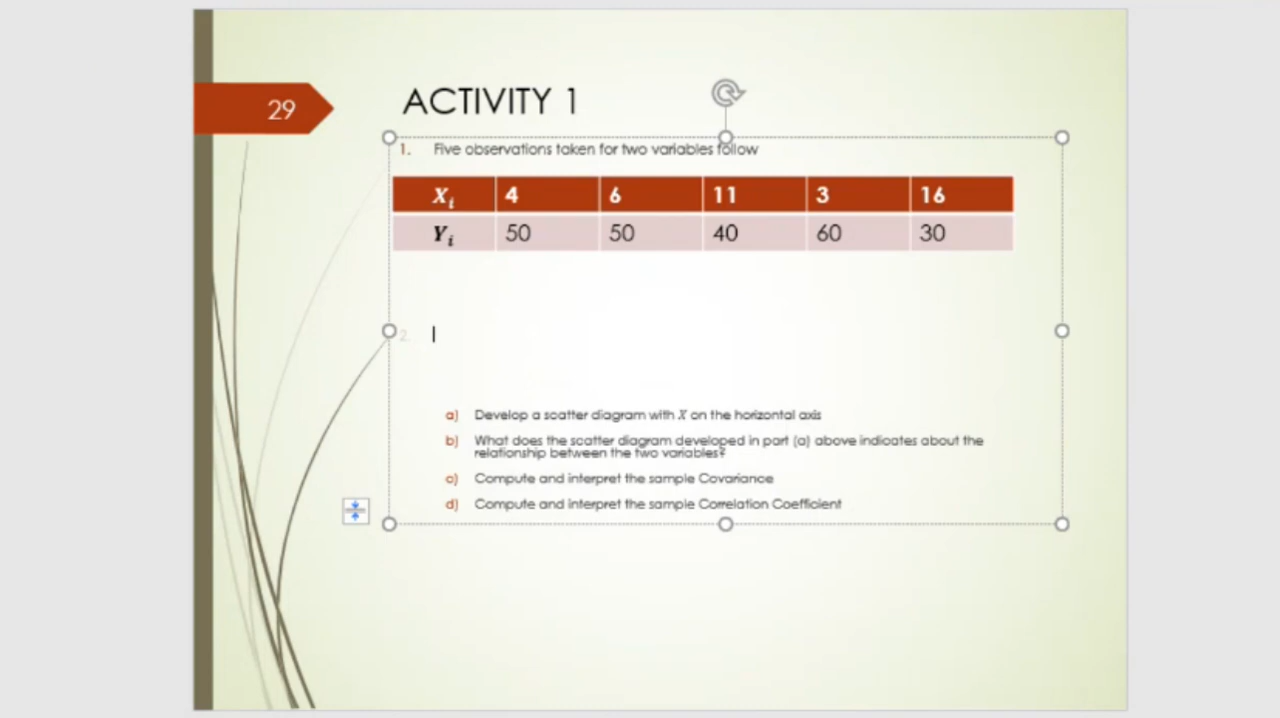 29
ACTIVITY 1
1. Five observations taken for two variables follow
Xi 4 6 11 3 16
Yi 50 50 40 60 30
2.
a) Develop a scatter diagram with X on the horizontal axis
b) What does the scatter diagram developed in part (a) above indicates about the
relationship between the two variables?
c) Compute and interpret the sample Covariance
d) Compute and interpret the sample Correlation Coefficient